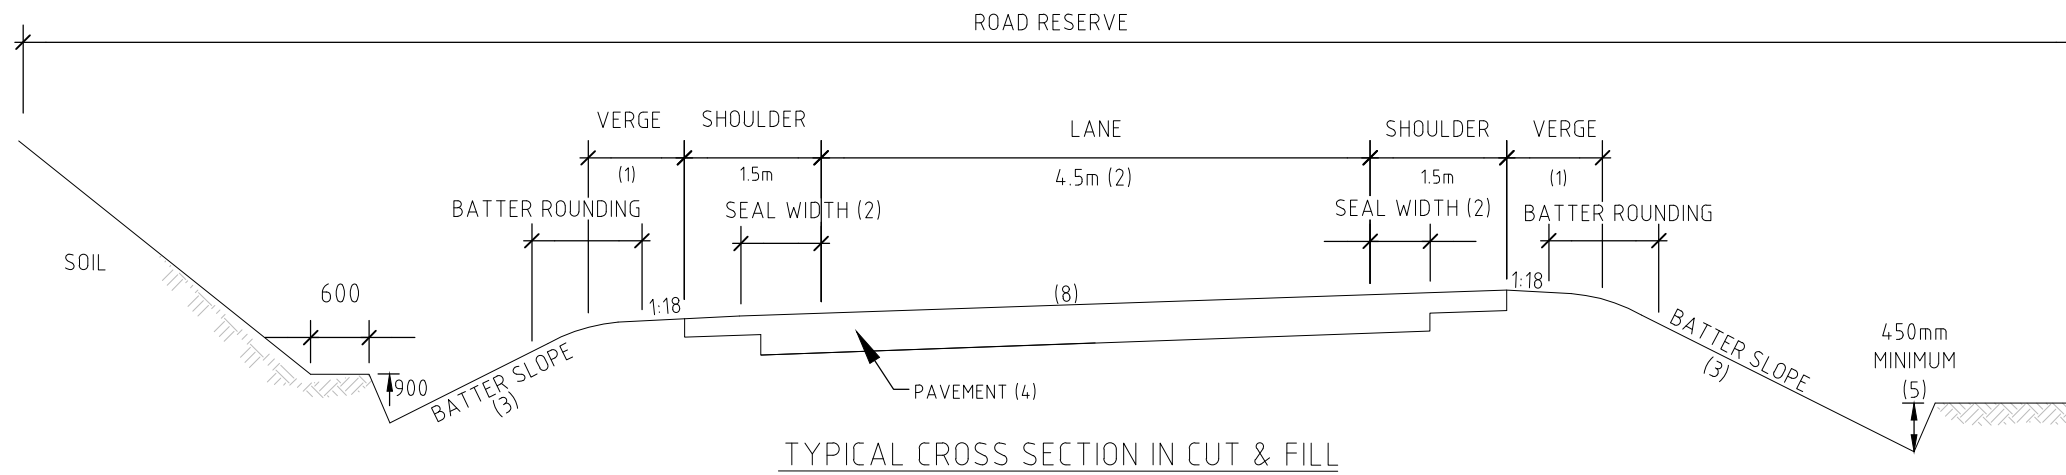 ROAD RESERVE
VERGE
SHOULDER
LANE
SHOULDER
VERGE
(1)
1.5m
4.5m (2)
1.5m
(1)
BATTER ROUNDING
SEAL WIDTH (2)
SEAL WIDTH (2)
BATTER ROUNDING
SOIL
600
1:18
(8)
1:18
900
BATTER SLOPE
(3)
PAVEMENT (4)
BATTER SLOPE
(3)
450mm
MINIMUM
(5)
TYPICAL CROSS SECTION IN CUT & FILL